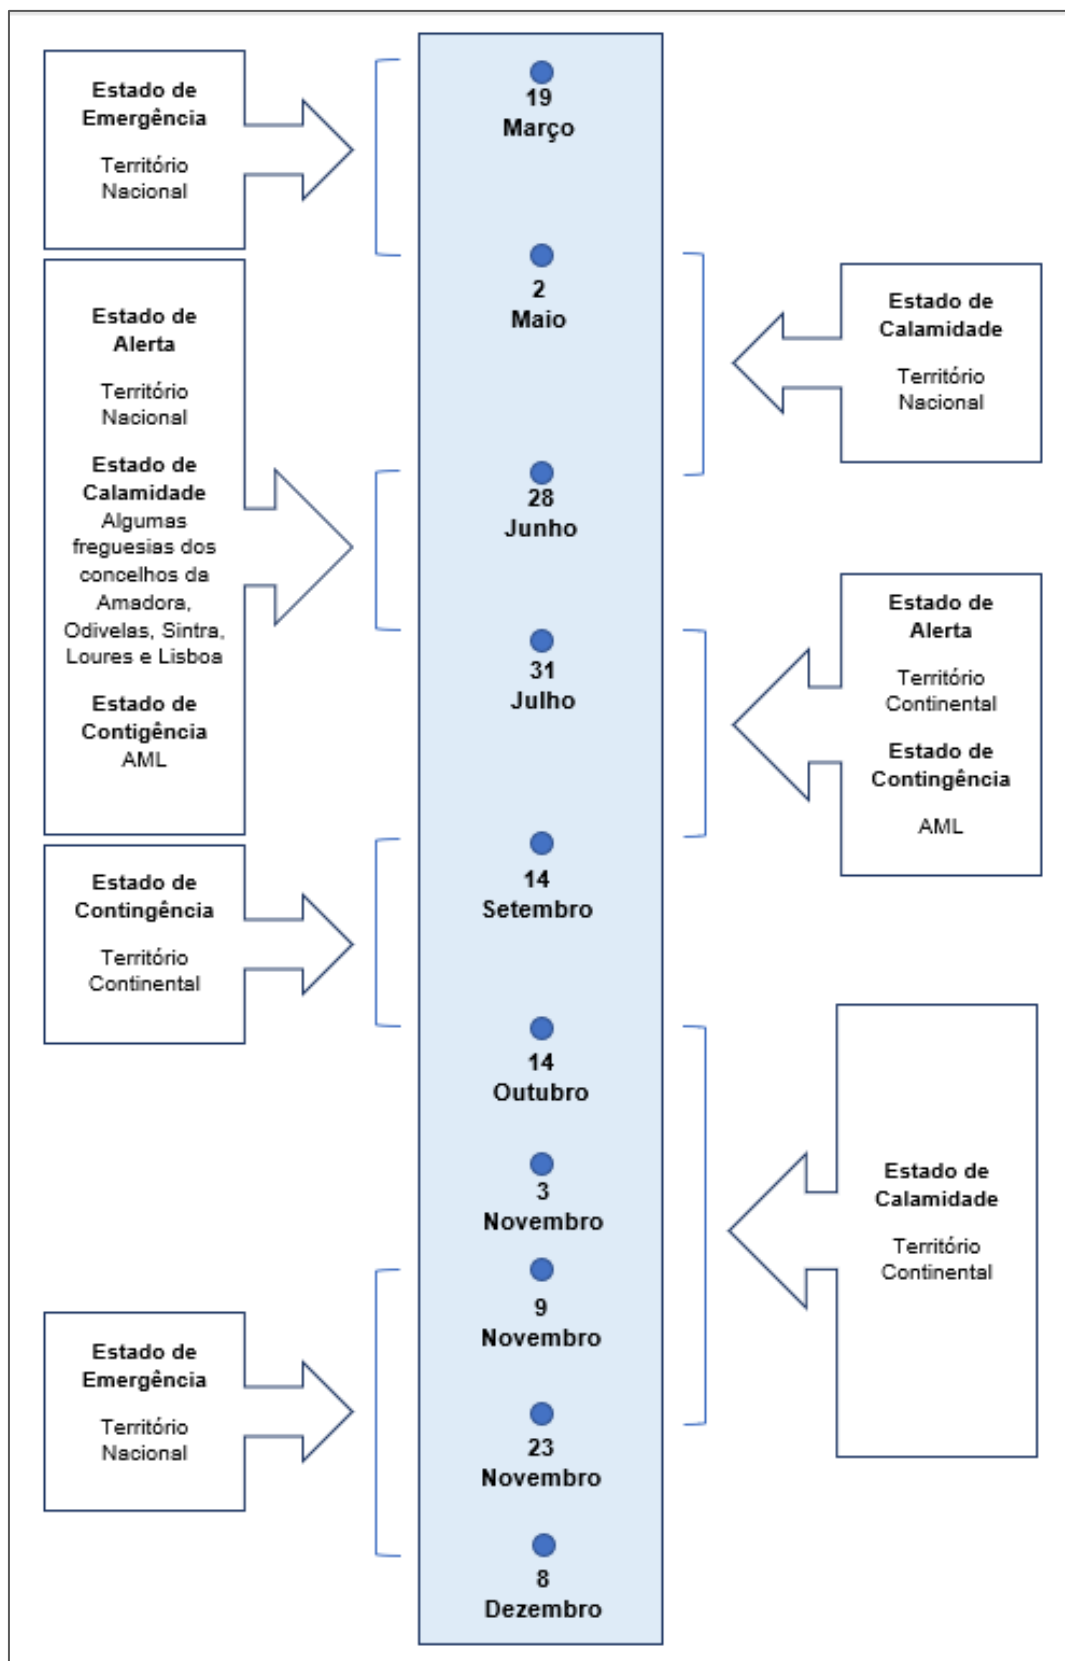 Estado de
Emergência
Território
Nacional
19
Março
2
Maio
Estado de
Calamidade
Território
Nacional
Estado de
Alerta
Território
Nacional
Estado de
Calamidade
Algumas
freguesias dos
concelhos da
Amadora,
Odivelas, Sintra,
Loures e Lisboa
Estado de
Contigência
AML
28
Junho
31
Julho
Estado de
Alerta
Território
Continental
Estado de
Contingência
AML
Estado de
Contingência
Território
Continental
14
Setembro
14
Outubro
3
Novembro
Estado de
Calamidade
Território
Continental
9
Novembro
Estado de
Emergência
Território
Nacional
23
Novembro
8
Dezembro